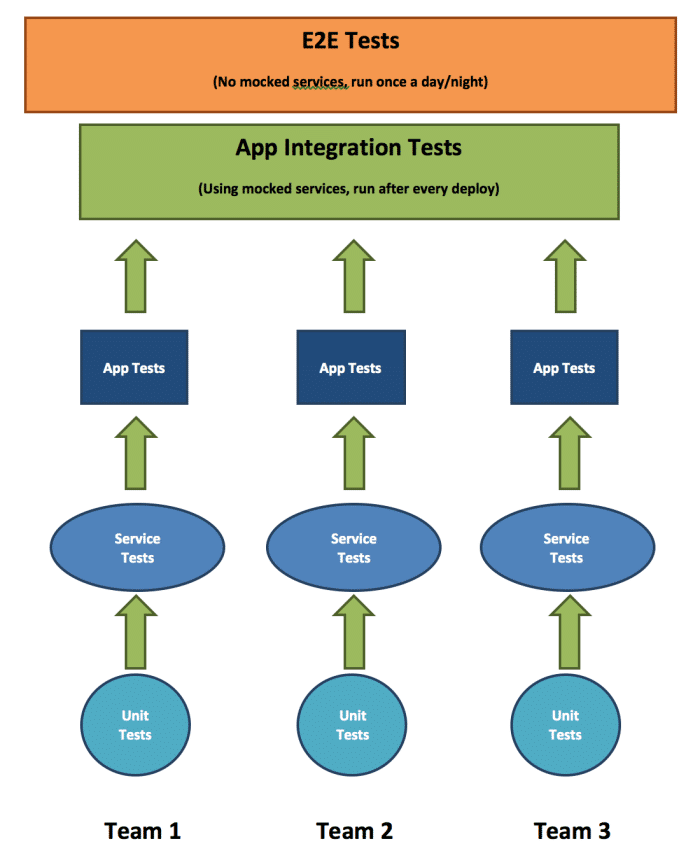 E2E Tests
(No mocked services, run once a day/night)
App Integration Tests
(Using mocked services, run after every deploy)
App Tests
App Tests
App Tests
Service
Tests
Service
Tests
Service
Tests
Unit
Tests
Unit
Tests
Unit
Tests
Team 1
Team 2
Team 3